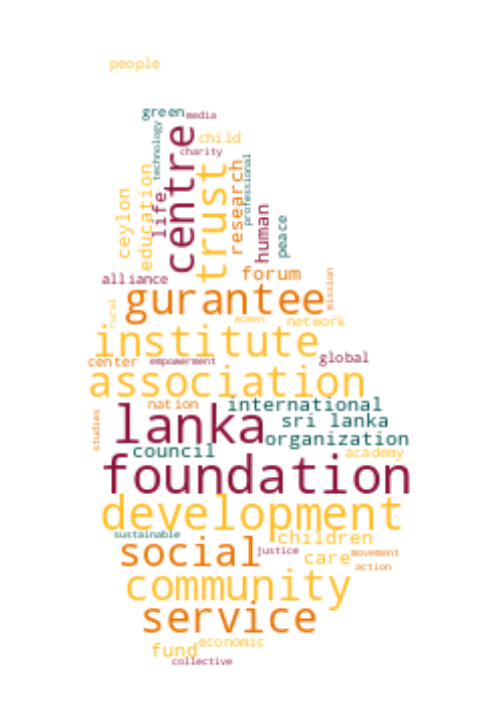 people
green
media
technology
centre
child
charity
trust
education
life
research
professional
ceylon
human
peace
alliance
forum
mission
gurantee
rural
women
network
institute
center
empowerment
global
association
nation
international
studies
lanka
sri lanka
organization
council
academy
foundation
development
sustainable
children
social
justice
care
movement
action
community
service
fund
economic
collective